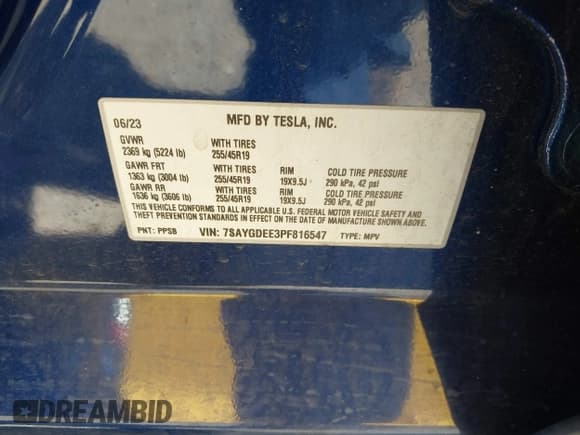 06/23 MFD BY TESLA, INC.
GVWR WITH TIRES
2369 kg (5224 lb) 255/45R19
GAWR FRT WITH TIRES RIM COLD TIRE PRESSURE
1363 kg (3004 lb) 255/45R19 19X9.5J 290 kPa, 42 psi
GAWR RR WITH TIRES RIM COLD TIRE PRESSURE
1636 kg (3606 lb) 255/45R19 19X9.5J 290 kPa, 42 psi
THIS VEHICLE CONFORMS TO ALL APPLICABLE U.S. FEDERAL MOTOR VEHICLE SAFETY AND
THEFT PREVENTION STANDARDS IN EFFECT ON THE DATE OF MANUFACTURE SHOWN ABOVE.
PNT: PPSB VIN: 7SAYGDEE3PF816547 TYPE: MPV
DREAMBID